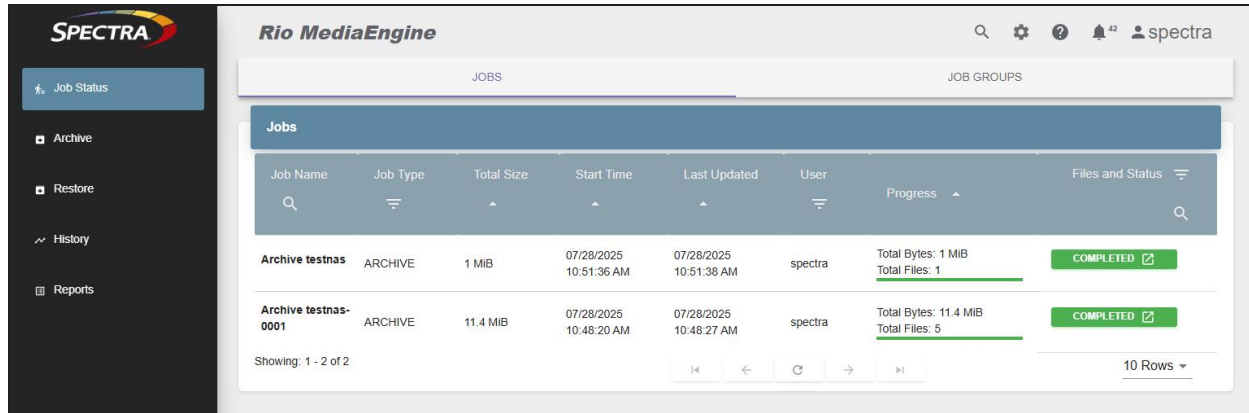 SPECTRA
Rio MediaEngine
42
spectra
Job Status
Archive
Restore
History
Reports
JOBS
JOB GROUPS
Jobs
Job Name
Job Type
Total Size
Start Time
Last Updated
User
Progress
Files and Status
Archive testnas
ARCHIVE
1 MiB
07/28/2025
10:51:36 AM
07/28/2025
10:51:38 AM
spectra
Total Bytes: 1 MiB
Total Files: 1
COMPLETED
Archive testnas-
0001
ARCHIVE
11.4 MiB
07/28/2025
10:48:20 AM
07/28/2025
10:48:27 AM
spectra
Total Bytes: 11.4 MiB
Total Files: 5
COMPLETED
Showing: 1 - 2 of 2
10 Rows